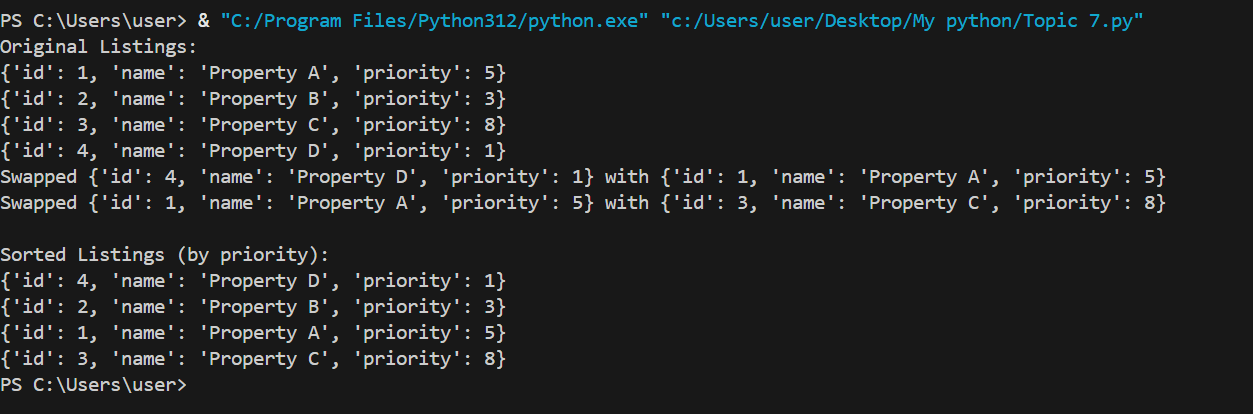 PS C:\Users\user> & "C:/Program Files/Python312/python.exe" "c:/Users/user/Desktop/My python/Topic 7.py"
Original Listings:
{'id': 1, 'name': 'Property A', 'priority': 5}
{'id': 2, 'name': 'Property B', 'priority': 3}
{'id': 3, 'name': 'Property C', 'priority': 8}
{'id': 4, 'name': 'Property D', 'priority': 1}
Swapped {'id': 4, 'name': 'Property D', 'priority': 1} with {'id': 1, 'name': 'Property A', 'priority': 5}
Swapped {'id': 1, 'name': 'Property A', 'priority': 5} with {'id': 3, 'name': 'Property C', 'priority': 8}
Sorted Listings (by priority):
{'id': 4, 'name': 'Property D', 'priority': 1}
{'id': 2, 'name': 'Property B', 'priority': 3}
{'id': 1, 'name': 'Property A', 'priority': 5}
{'id': 3, 'name': 'Property C', 'priority': 8}
PS C:\Users\user>